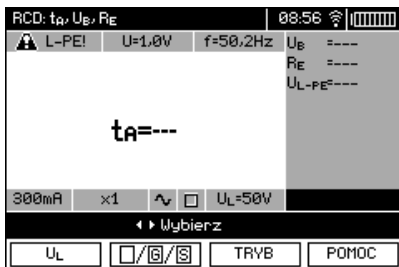 RCD: tA, UB, RE 08:56
L-PE! U=1,0V f=50,2Hz UB =---
RE =---
UL-PE=---
tA=---
300mA x1 UL=50V
Wybierz
UL □/G/S TRYB POMOC